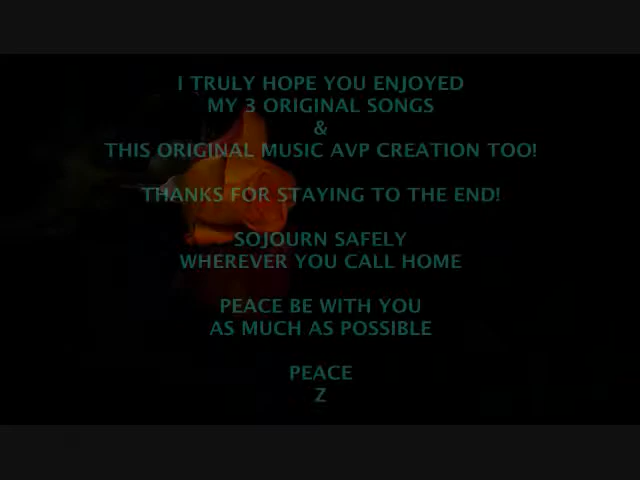 I TRULY HOPE YOU ENJOYED
MY 3 ORIGINAL SONGS
&
THIS ORIGINAL MUSIC AVP CREATION TOO!
THANKS FOR STAYING TO THE END!
SOJOURN SAFELY
WHEREVER YOU CALL HOME
PEACE BE WITH YOU
AS MUCH AS POSSIBLE
PEACE
Z